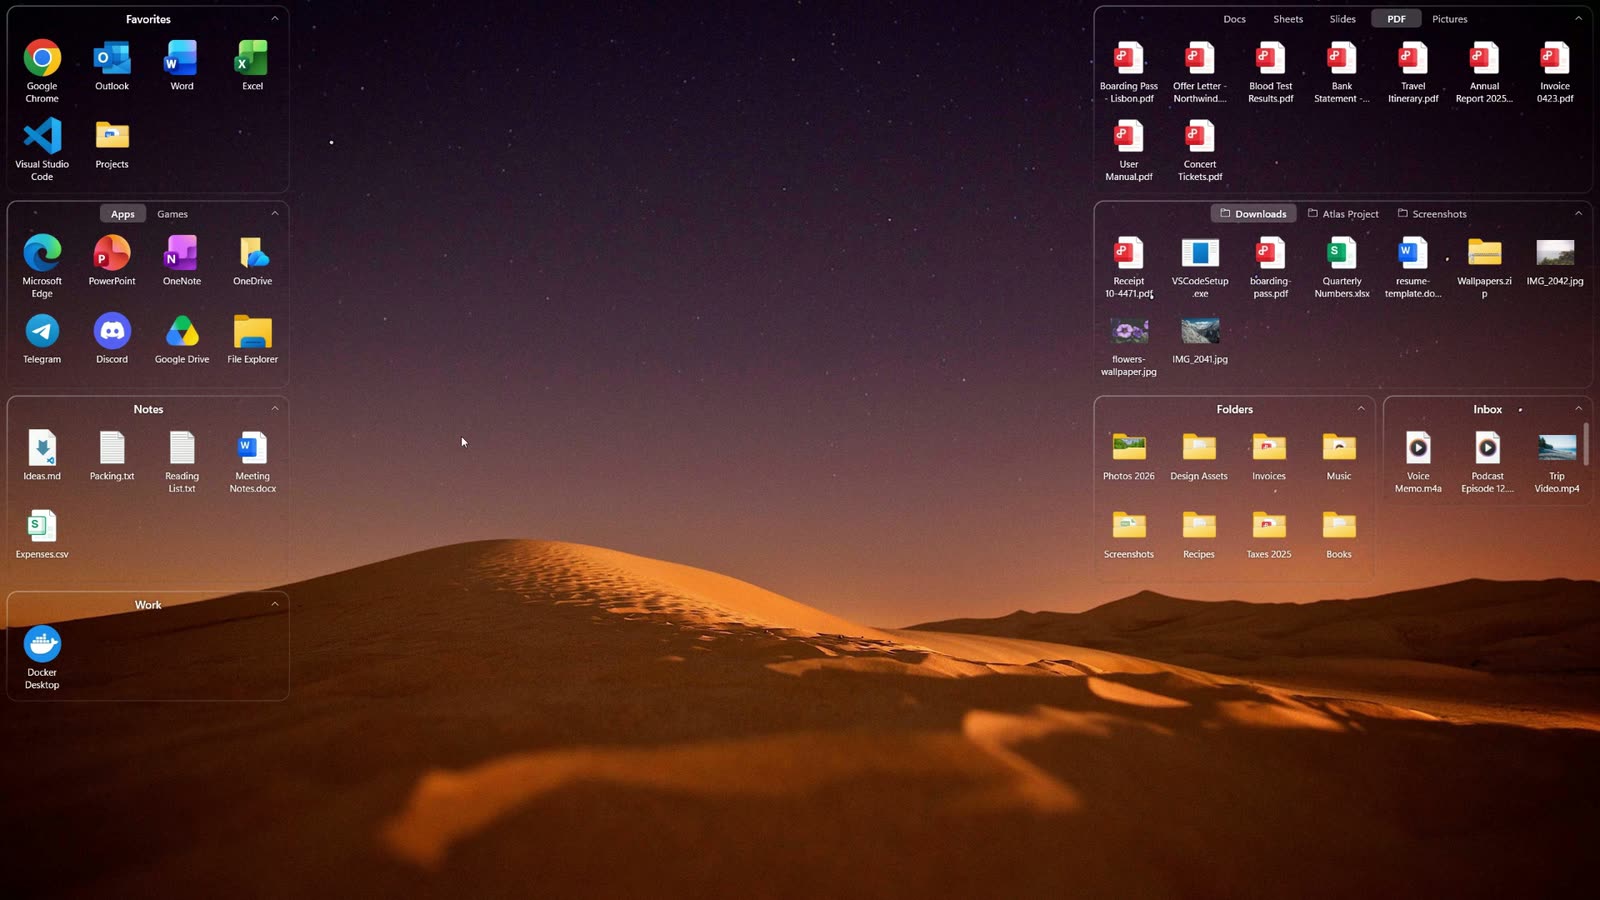 Favorites
Google
Chrome
Outlook
Word
Excel
Visual Studio
Code
Projects
Apps
Games
Microsoft
Edge
PowerPoint
OneNote
OneDrive
Telegram
Discord
Google Drive
File Explorer
Notes
Ideas.md
Packing.txt
Reading
List.txt
Meeting
Notes.docx
Expenses.csv
Work
Docker
Desktop
Docs
Sheets
Slides
PDF
Pictures
Boarding Pass
- Lisbon.pdf
Offer Letter -
Northwind....
Blood Test
Results.pdf
Bank
Statement -...
Travel
Itinerary.pdf
Annual
Report 2025...
Invoice
0423.pdf
User
Manual.pdf
Concert
Tickets.pdf
Downloads
Atlas Project
Screenshots
Receipt
10-4471.pdf
VSCodeSetup
.exe
boarding-
pass.pdf
Quarterly
Numbers.xlsx
resume-
template.do...
Wallpapers.zi
p
IMG_2042.jpg
flowers-
wallpaper.jpg
IMG_2041.jpg
Folders
Photos 2026
Design Assets
Invoices
Music
Screenshots
Recipes
Taxes 2025
Books
Inbox
Voice
Memo.m4a
Podcast
Episode 12....
Trip
Video.mp4